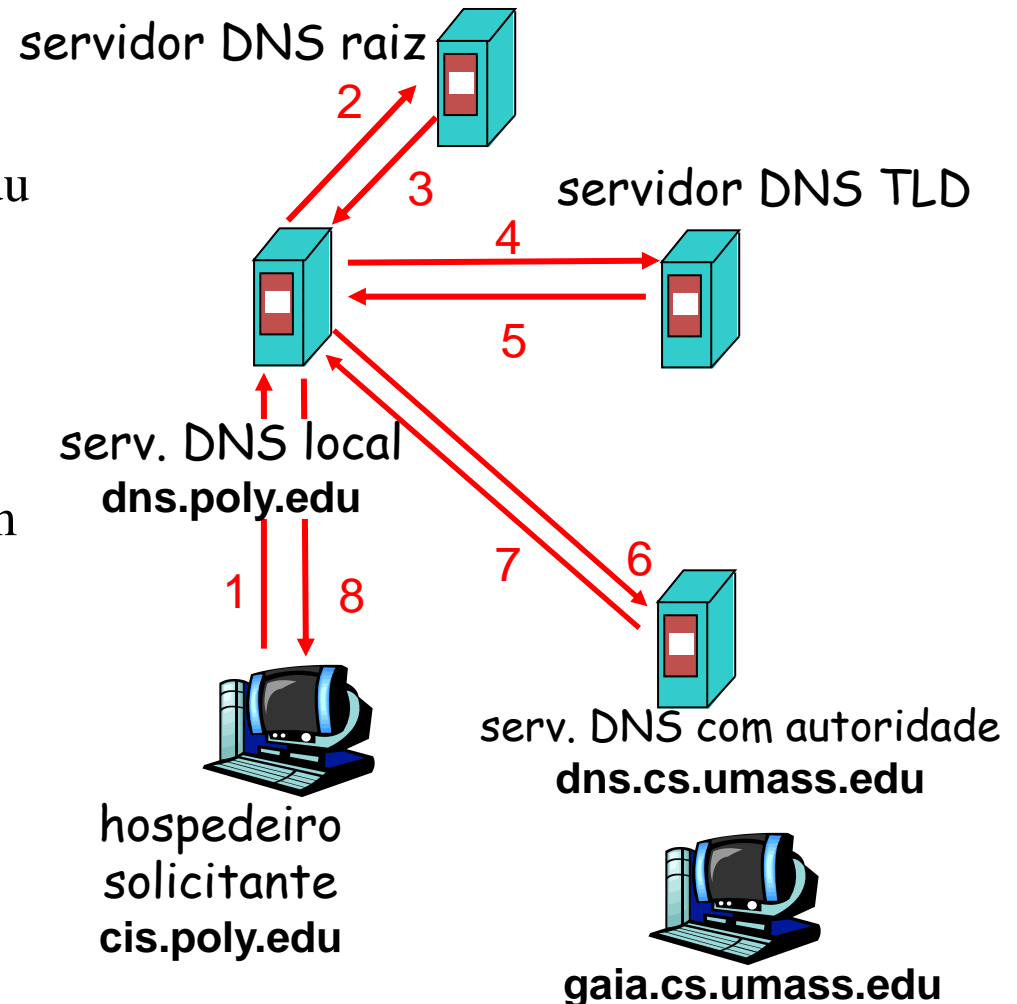 servidor DNS raiz
2
3
servidor DNS TLD
4
5
serv. DNS local
dns.poly.edu
1
8
7
6
hospedeiro
solicitante
cis.poly.edu
serv. DNS com autoridade
dns.cs.umass.edu
gaia.cs.umass.edu